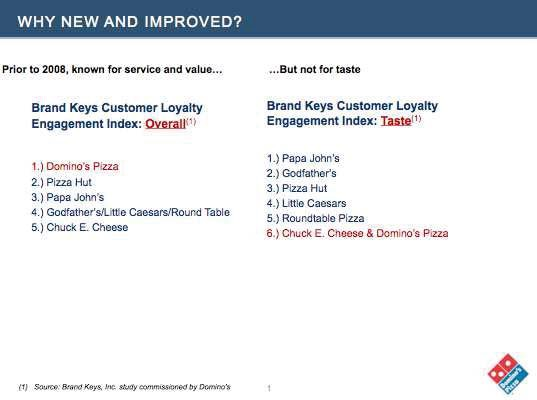 WHY NEW AND IMPROVED?
Prior to 2008, known for service and value…
…But not for taste
Brand Keys Customer Loyalty
Engagement Index: Overall(1)
1.) Domino's Pizza
2.) Pizza Hut
3.) Papa John's
4.) Godfather's/Little Caesars/Round Table
5.) Chuck E. Cheese
Brand Keys Customer Loyalty
Engagement Index: Taste(1)
1.) Papa John's
2.) Godfather's
3.) Pizza Hut
4.) Little Caesars
5.) Roundtable Pizza
6.) Chuck E. Cheese & Domino's Pizza
(1) Source: Brand Keys, Inc. study commissioned by Domino's
1
Domino's
Pizza